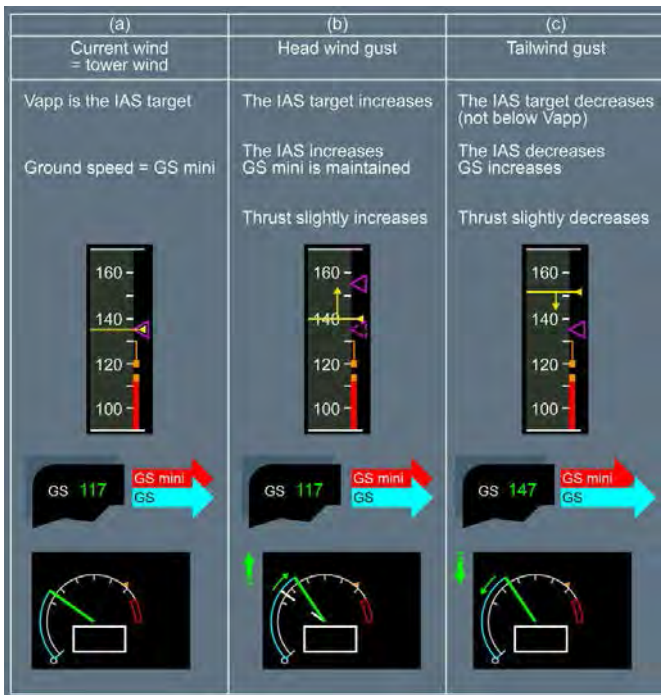 (a)
Current wind
= tower wind
Vapp is the IAS target
Ground speed = GS mini
160
140
120
100
GS 117
GS mini
GS
(b)
Head wind gust
The IAS target increases
The IAS increases
GS mini is maintained
Thrust slightly increases
160
140
120
100
GS 117
GS mini
GS
(c)
Tailwind gust
The IAS target decreases
(not below Vapp)
The IAS decreases
GS increases
Thrust slightly decreases
160
140
120
100
GS 147
GS mini
GS